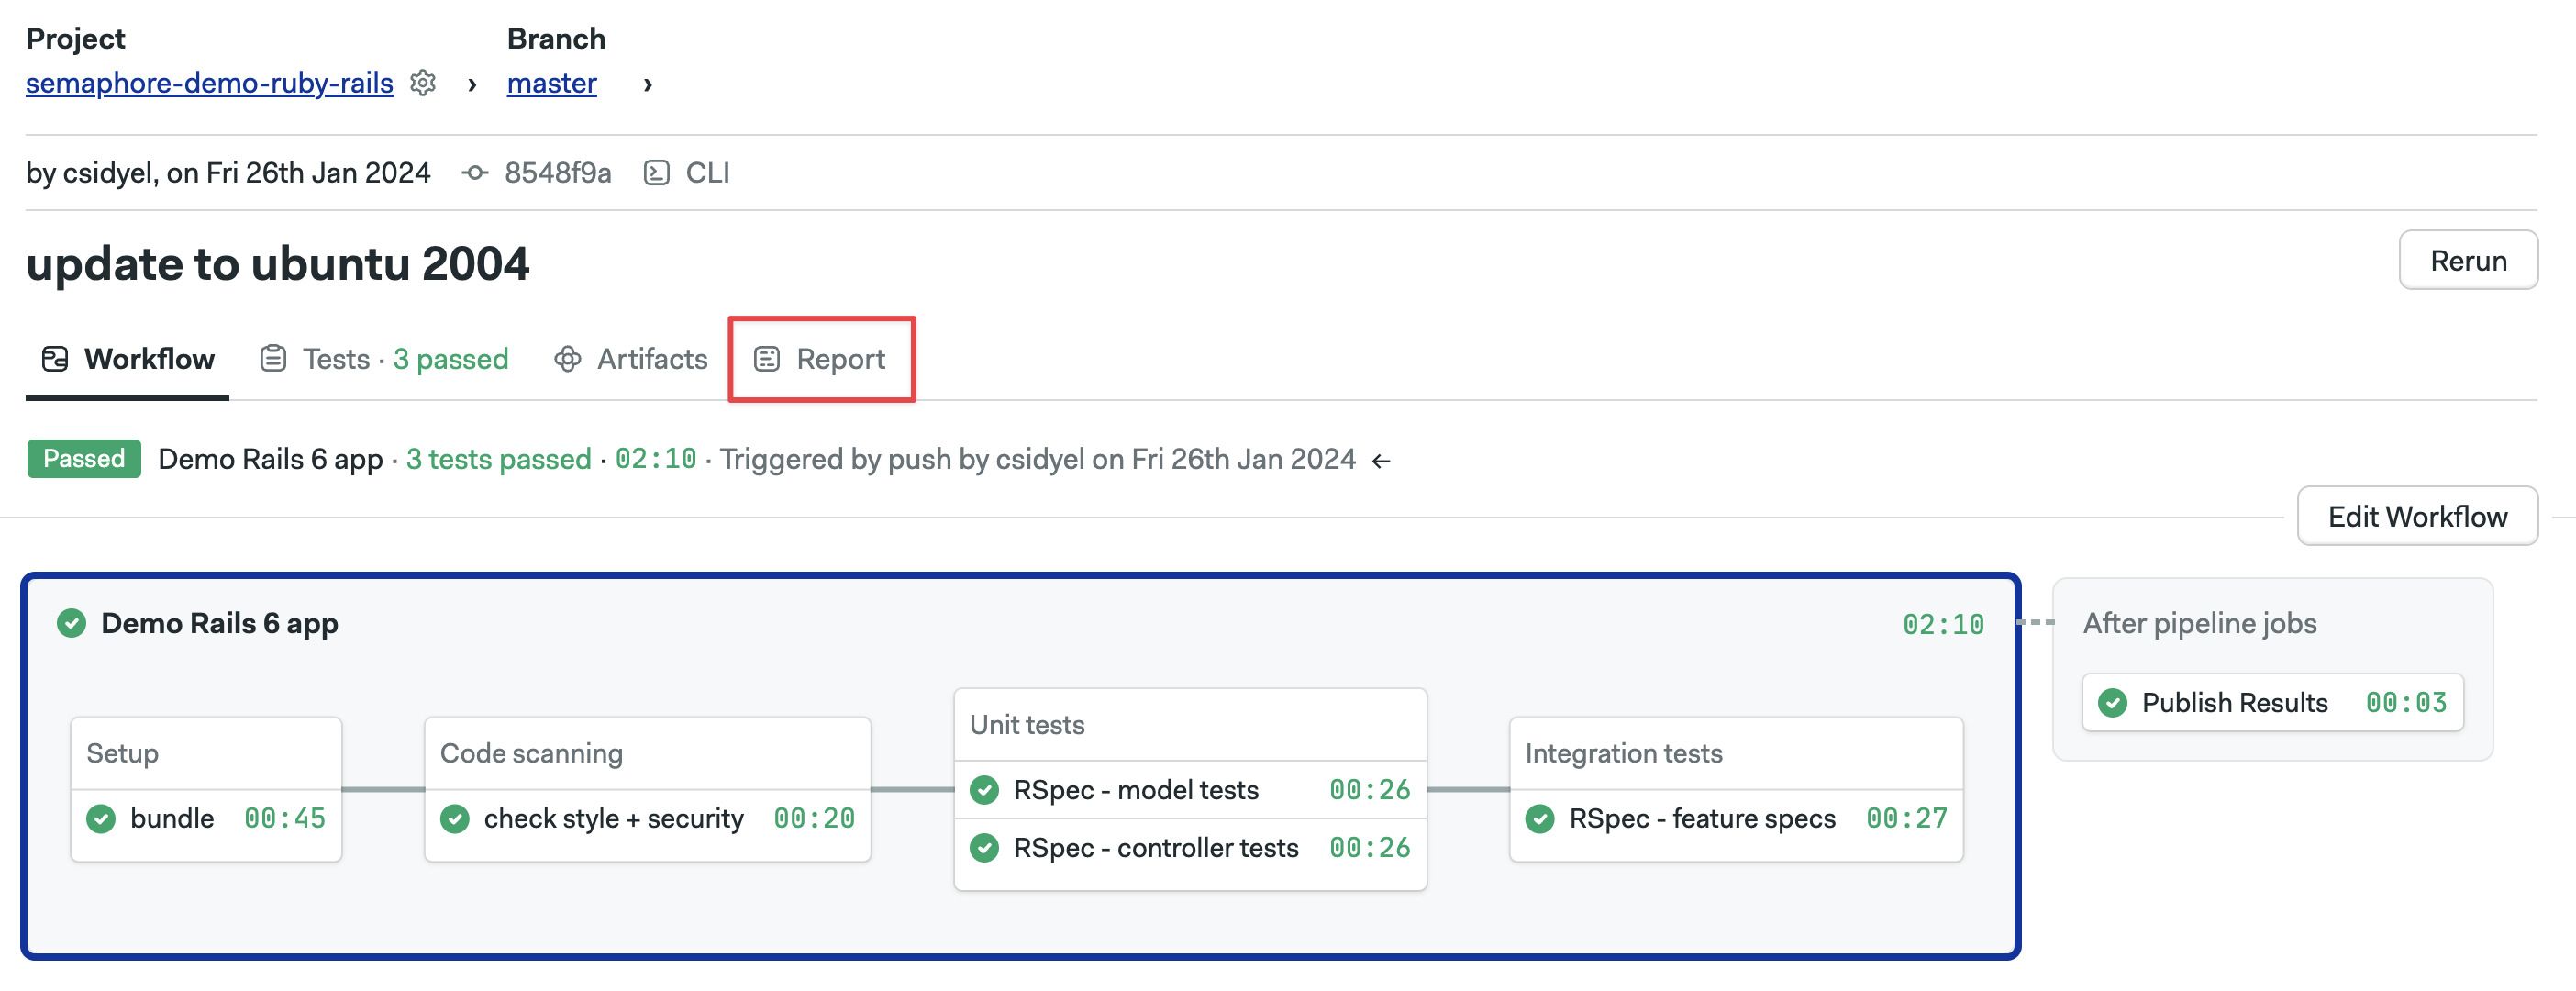 Project Branch
semaphore-demo-ruby-rails › master ›
by csidyel, on Fri 26th Jan 2024 8548f9a CLI
update to ubuntu 2004
Rerun
Workflow Tests · 3 passed Artifacts Report
Passed Demo Rails 6 app · 3 tests passed · 02:10 · Triggered by push by csidyel on Fri 26th Jan 2024 ←
Edit Workflow
Demo Rails 6 app 02:10
Setup
bundle 00:45
Code scanning
check style + security 00:20
Unit tests
RSpec - model tests 00:26
RSpec - controller tests 00:26
Integration tests
RSpec - feature specs 00:27
After pipeline jobs
Publish Results 00:03